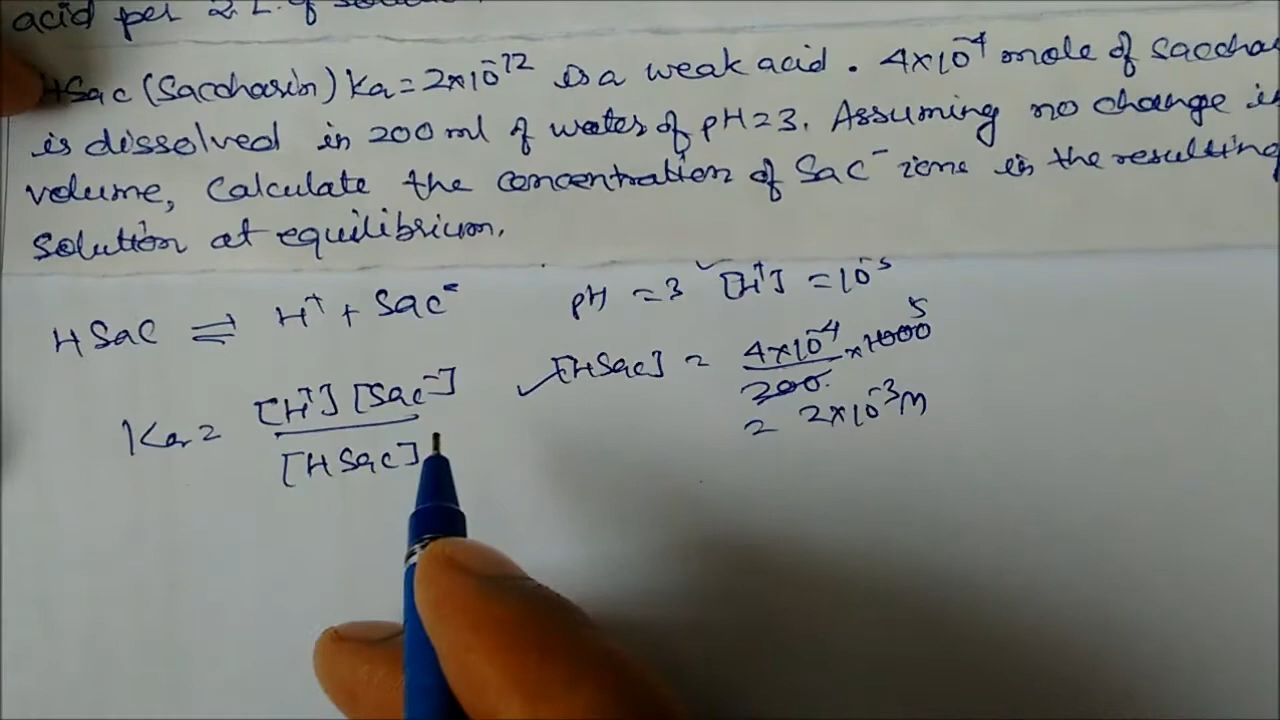 acid per 2 L. of
HSac (Saccharin) Ka = 2×10⁻¹² is a weak acid. 4×10⁻⁴ mole of sacchar
is dissolved in 200 ml of water of pH = 3. Assuming no change in
volume, Calculate the concentration of Sac⁻ ions in the resulting
solution at equilibrium.
HSac ⇌ H⁺ + Sac⁻ pH = 3 [H⁺] = 10⁻³
Ka = [H⁺] [Sac⁻] / [HSac] ✓[HSac] = 4×10⁻⁴ / 200 × 1000 5
= 2×10⁻³ M